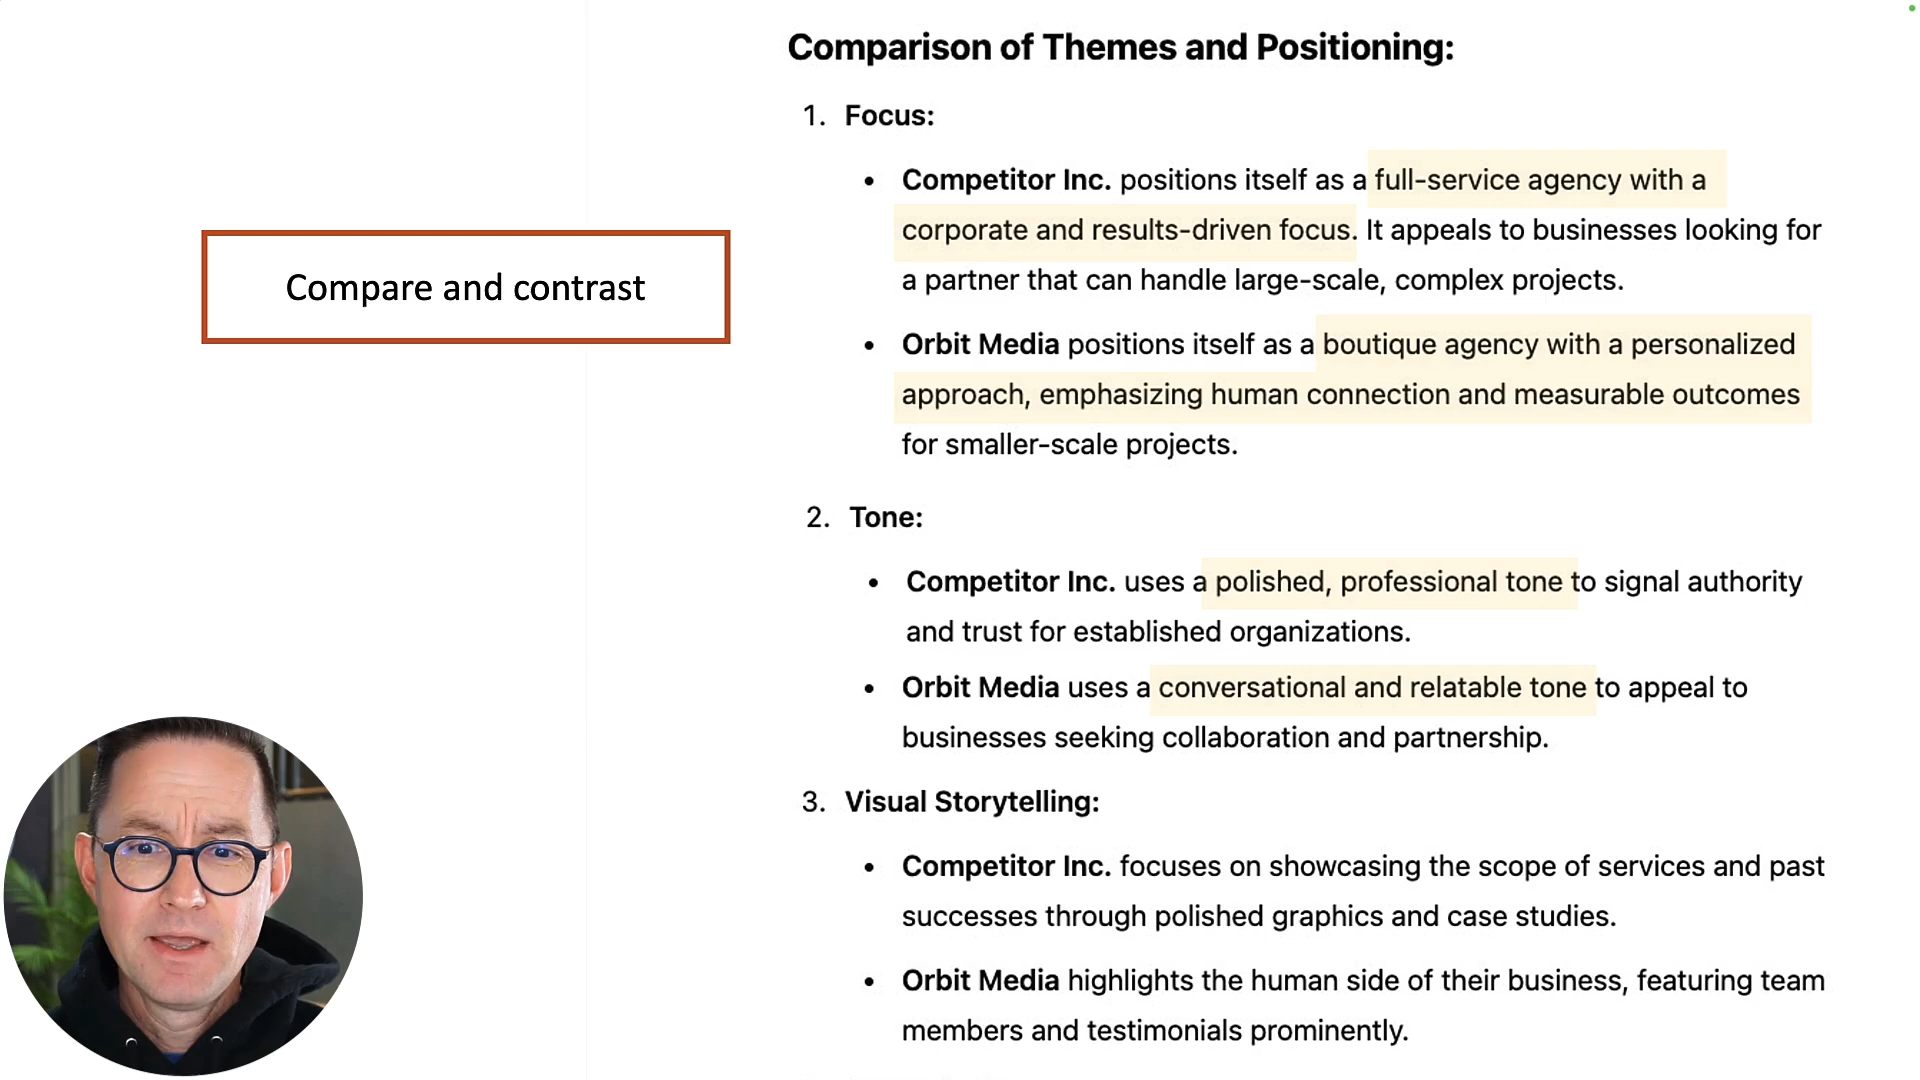 Comparison of Themes and Positioning:
1. Focus:
• Competitor Inc. positions itself as a full-service agency with a
corporate and results-driven focus. It appeals to businesses looking for
a partner that can handle large-scale, complex projects.
Compare and contrast
• Orbit Media positions itself as a boutique agency with a personalized
approach, emphasizing human connection and measurable outcomes
for smaller-scale projects.
2. Tone:
• Competitor Inc. uses a polished, professional tone to signal authority
and trust for established organizations.
• Orbit Media uses a conversational and relatable tone to appeal to
businesses seeking collaboration and partnership.
3. Visual Storytelling:
• Competitor Inc. focuses on showcasing the scope of services and past
successes through polished graphics and case studies.
• Orbit Media highlights the human side of their business, featuring team
members and testimonials prominently.